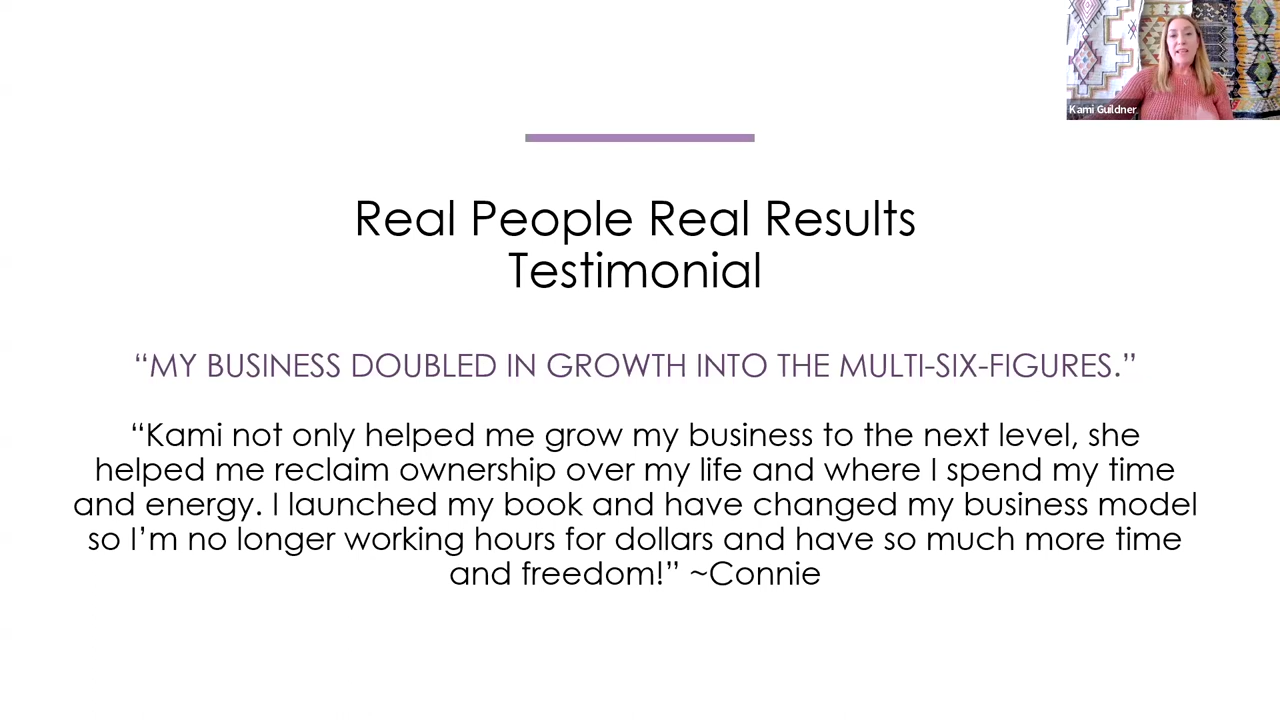 Kami Guildner
Real People Real Results
Testimonial
“MY BUSINESS DOUBLED IN GROWTH INTO THE MULTI-SIX-FIGURES.”
“Kami not only helped me grow my business to the next level, she
helped me reclaim ownership over my life and where I spend my time
and energy. I launched my book and have changed my business model
so I’m no longer working hours for dollars and have so much more time
and freedom!” ~Connie